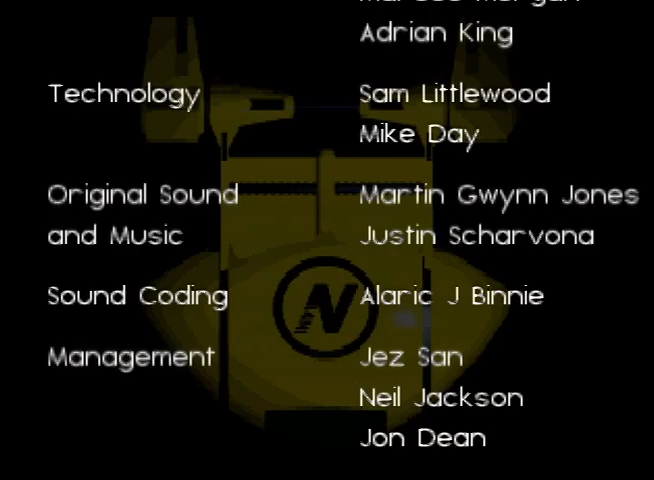 Adrian King
Technology Sam Littlewood
Mike Day
Original Sound Martin Gwynn Jones
and Music Justin Scharvona
Sound Coding Alaric J Binnie
Management Jez San
Neil Jackson
Jon Dean
N